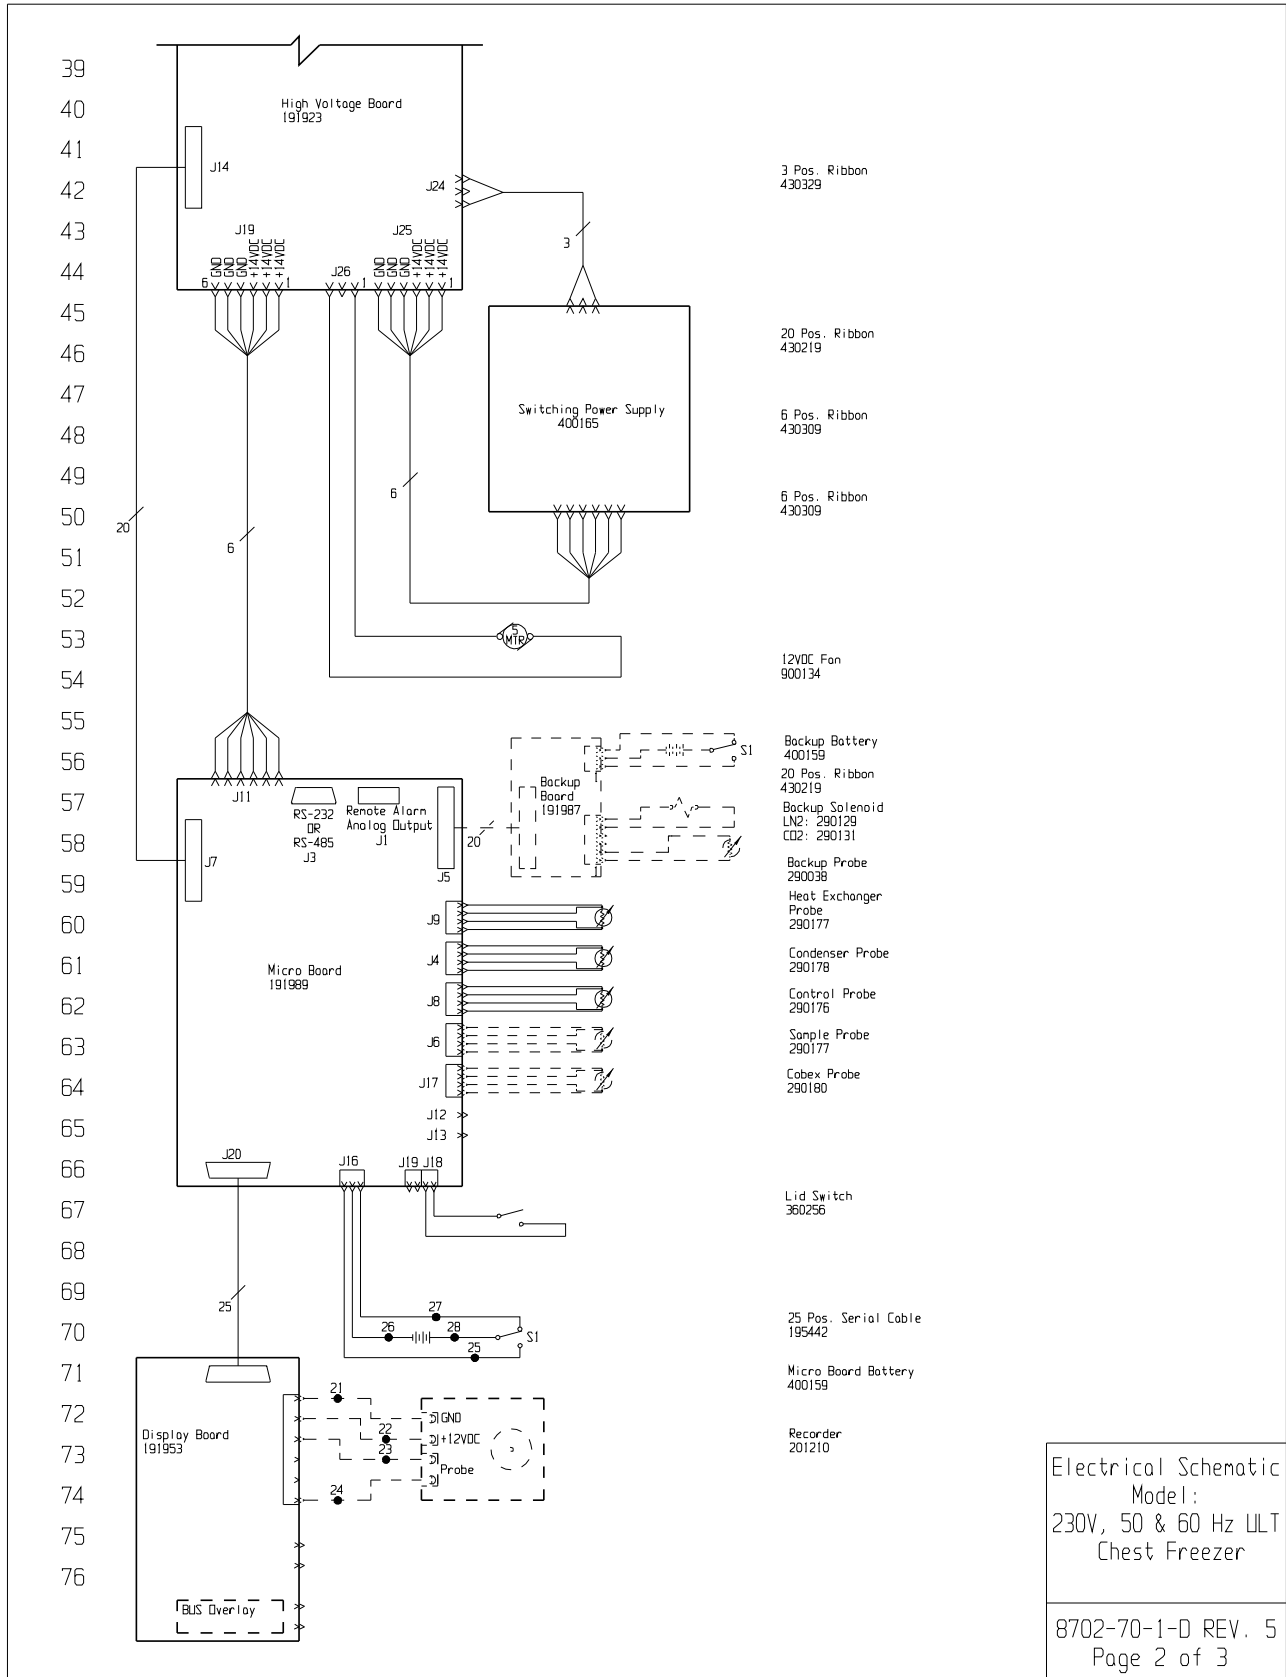 39
40
41
42
43
44
45
46
47
48
49
50
51
52
53
54
55
56
57
58
59
60
61
62
63
64
65
66
67
68
69
70
71
72
73
74
75
76
High Voltage Board
191923
J14
J24
J19
GND
GND
GND
+14VDC
+14VDC
+14VDC
6
1
J26
1
J25
GND
GND
GND
+14VDC
+14VDC
+14VDC
1
3
Switching Power Supply
400165
6
20
6
5
MTR
J11
RS-232
OR
RS-485
J3
Remote Alarm
Analog Output
J1
J5
J7
20
Backup
Board
191987
1
1
S1
J9
J4
J8
J6
J17
J12
J13
Micro Board
191989
J20
J16
J19
J18
25
27
26
28
25
S1
Display Board
191953
21
22
23
24
GND
+12VDC
Probe
BUS Overlay
3 Pos. Ribbon
430329
20 Pos. Ribbon
430219
6 Pos. Ribbon
430309
6 Pos. Ribbon
430309
12VDC Fan
900134
Backup Battery
400159
20 Pos. Ribbon
430219
Backup Solenoid
LN2: 290129
CO2: 290131
Backup Probe
290038
Heat Exchanger
Probe
290177
Condenser Probe
290178
Control Probe
290176
Sample Probe
290177
Cobex Probe
290180
Lid Switch
360256
25 Pos. Serial Cable
195442
Micro Board Battery
400159
Recorder
201210
Electrical Schematic
Model:
230V, 50 & 60 Hz ULT
Chest Freezer
8702-70-1-D REV. 5
Page 2 of 3